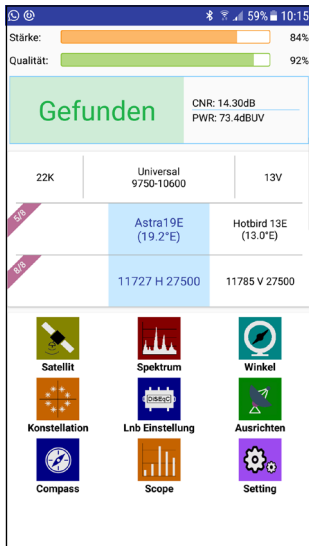 59% 10:15
Stärke: 84%
Qualität: 92%
Gefunden
CNR: 14.30dB
PWR: 73.4dBUV
22K
Universal
9750-10600
13V
5/8
Astra19E
(19.2°E)
Hotbird 13E
(13.0°E)
8/8
11727 H 27500
11785 V 27500
Satellit
Spektrum
Winkel
DiSEqC
Konstellation
Lnb Einstellung
Ausrichten
Compass
Scope
Setting